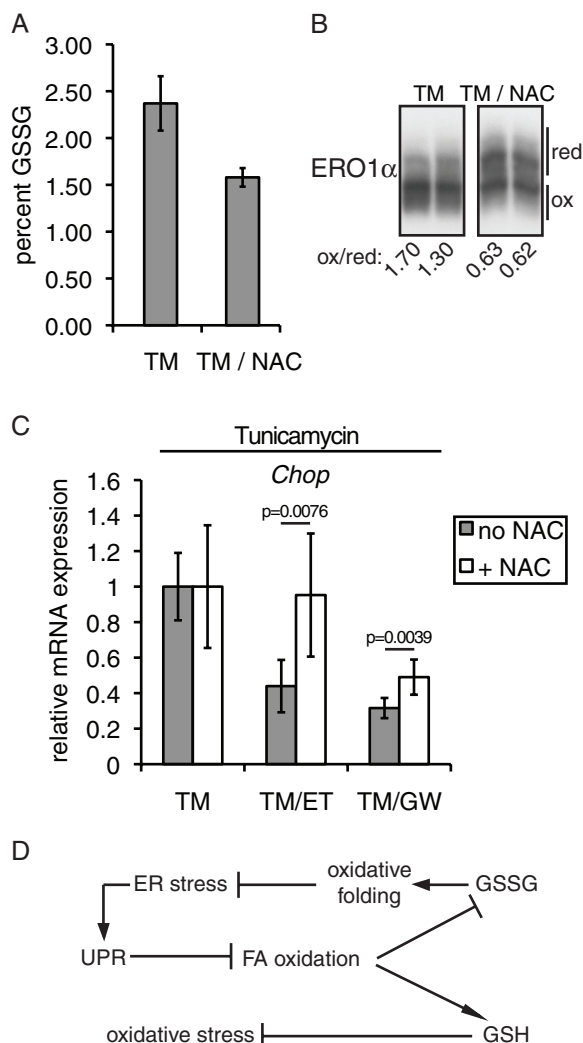 A
percent GSSG
3.00
2.50
2.00
1.50
1.00
0.50
0.00
TM TM / NAC
B
TM TM / NAC
ERO1α
red
ox
ox/red: 1.70 1.30 0.63 0.62
C
Tunicamycin
Chop
relative mRNA expression
1.6
1.4
1.2
1
0.8
0.6
0.4
0.2
0
p=0.0076
p=0.0039
TM TM/ET TM/GW
no NAC
+ NAC
D
ER stress
oxidative
folding
GSSG
UPR
FA oxidation
oxidative stress
GSH